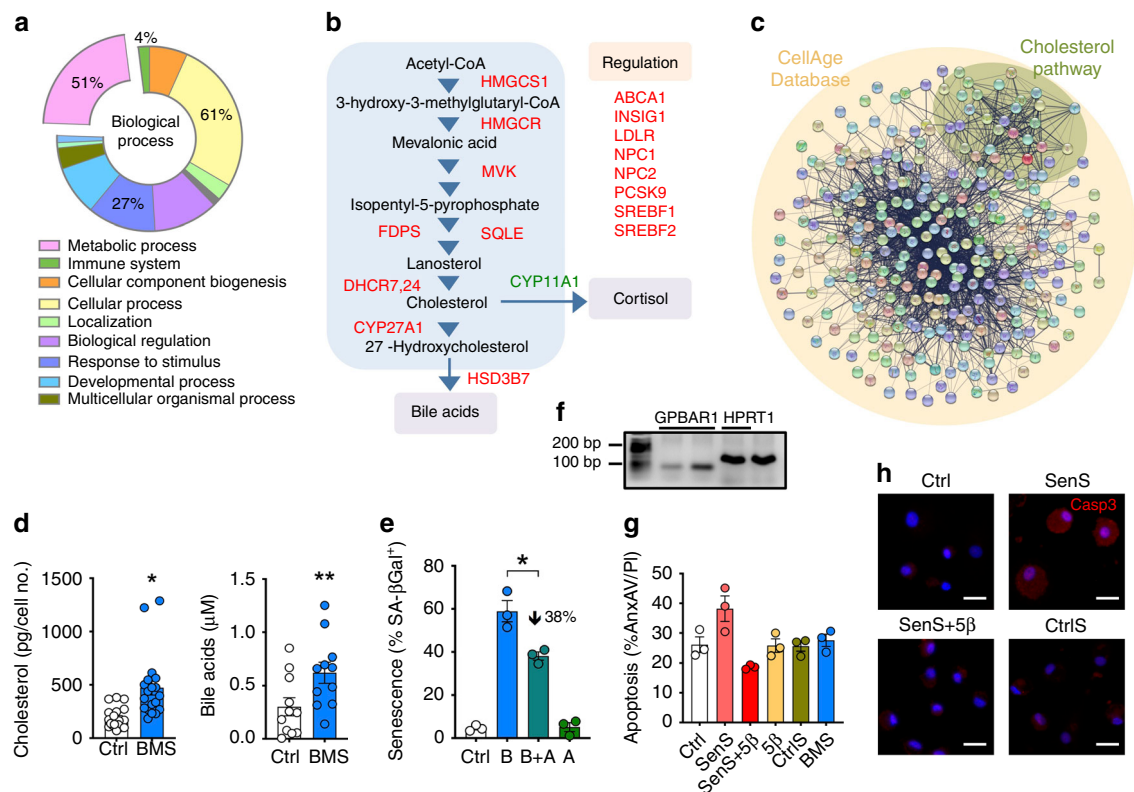 a
4%
51%
61%
Biological
process
27%
Metabolic process
Immune system
Cellular component biogenesis
Cellular process
Localization
Biological regulation
Response to stimulus
Developmental process
Multicellular organismal process
b
Acetyl-CoA
HMGCS1
3-hydroxy-3-methylglutaryl-CoA
HMGCR
Mevalonic acid
MVK
Isopentyl-5-pyrophosphate
FDPS
SQLE
Lanosterol
DHCR7,24
CYP11A1
Cholesterol
Cortisol
CYP27A1
27 -Hydroxycholesterol
HSD3B7
Bile acids
Regulation
ABCA1
INSIG1
LDLR
NPC1
NPC2
PCSK9
SREBF1
SREBF2
c
CellAge
Database
Cholesterol
pathway
d
Cholesterol (pg/cell no.)
1500
1000
500
0
*
Ctrl BMS
Bile acids (µM)
1.5
1.0
0.5
0.0
**
Ctrl BMS
e
Senescence (% SA-βGal+)
80
60
40
20
0
*
38%
Ctrl B B+A A
f
GPBAR1 HPRT1
200 bp
100 bp
g
Apoptosis (%AnxAV/PI)
50
40
30
20
10
0
Ctrl
SenS
SenS+5β
5β
CtrlS
BMS
h
Ctrl
SenS
Casp3
SenS+5β
CtrlS